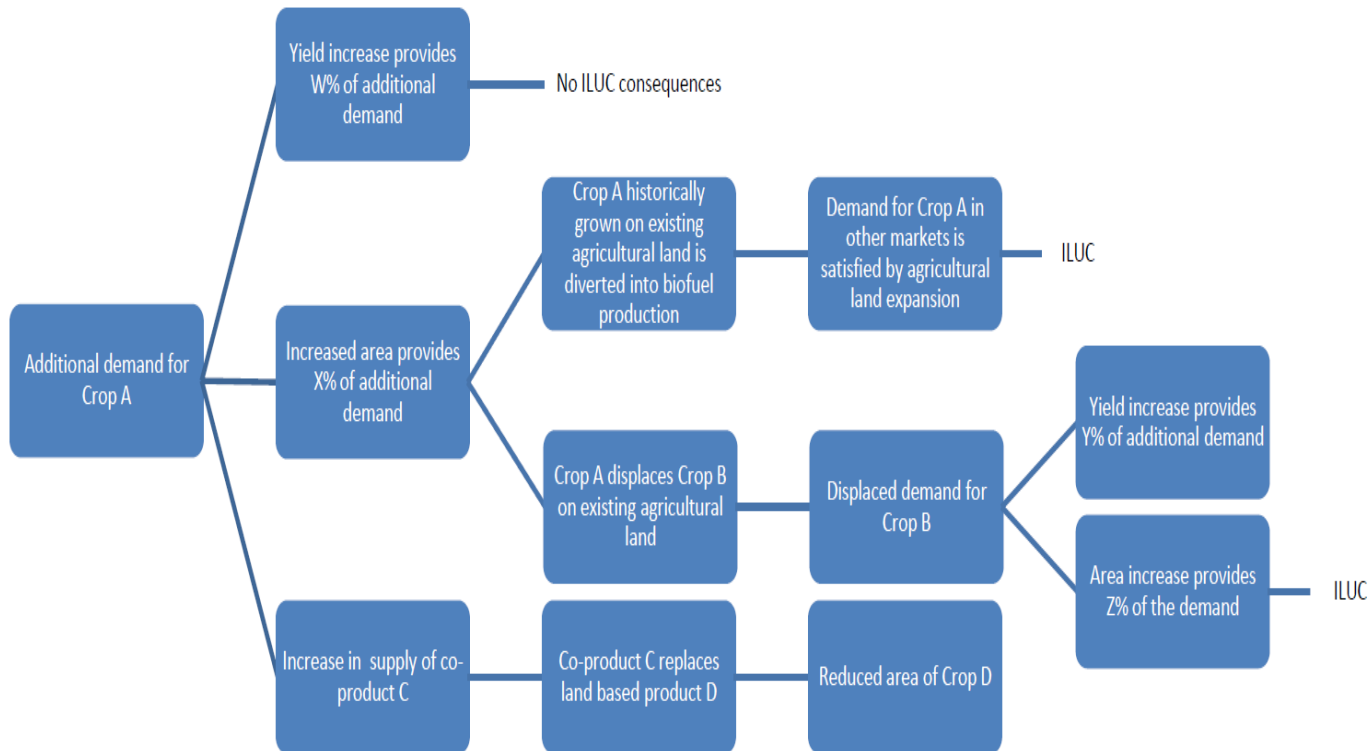 Yield increase provides
W% of additional
demand
No ILUC consequences
Crop A historically
grown on existing
agricultural land is
diverted into biofuel
production
Demand for Crop A in
other markets is
satisfied by agricultural
land expansion
ILUC
Additional demand for
Crop A
Increased area provides
X% of additional
demand
Crop A displaces Crop B
on existing agricultural
land
Displaced demand for
Crop B
Yield increase provides
Y% of additional demand
Area increase provides
Z% of the demand
ILUC
Increase in supply of co-
product C
Co-product C replaces
land based product D
Reduced area of Crop D